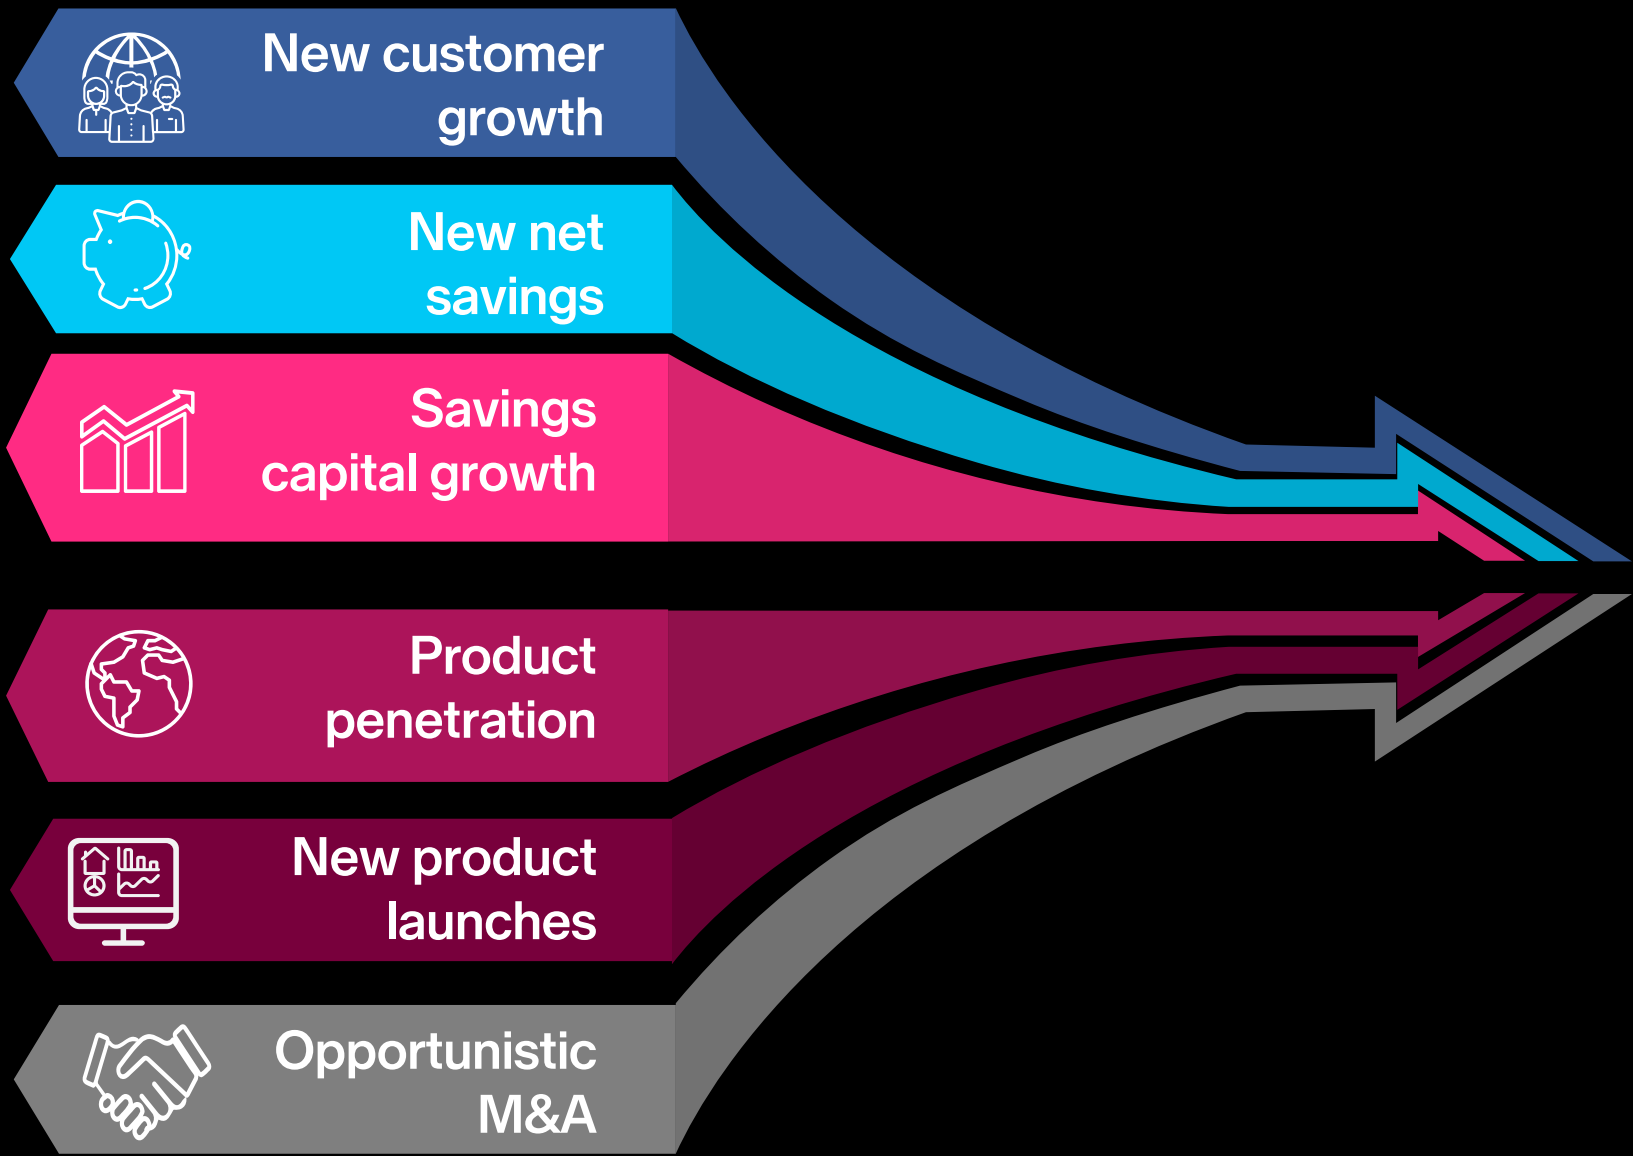 New customer
growth
New net
savings
Savings
capital growth
Product
penetration
New product
launches
Opportunistic
M&A